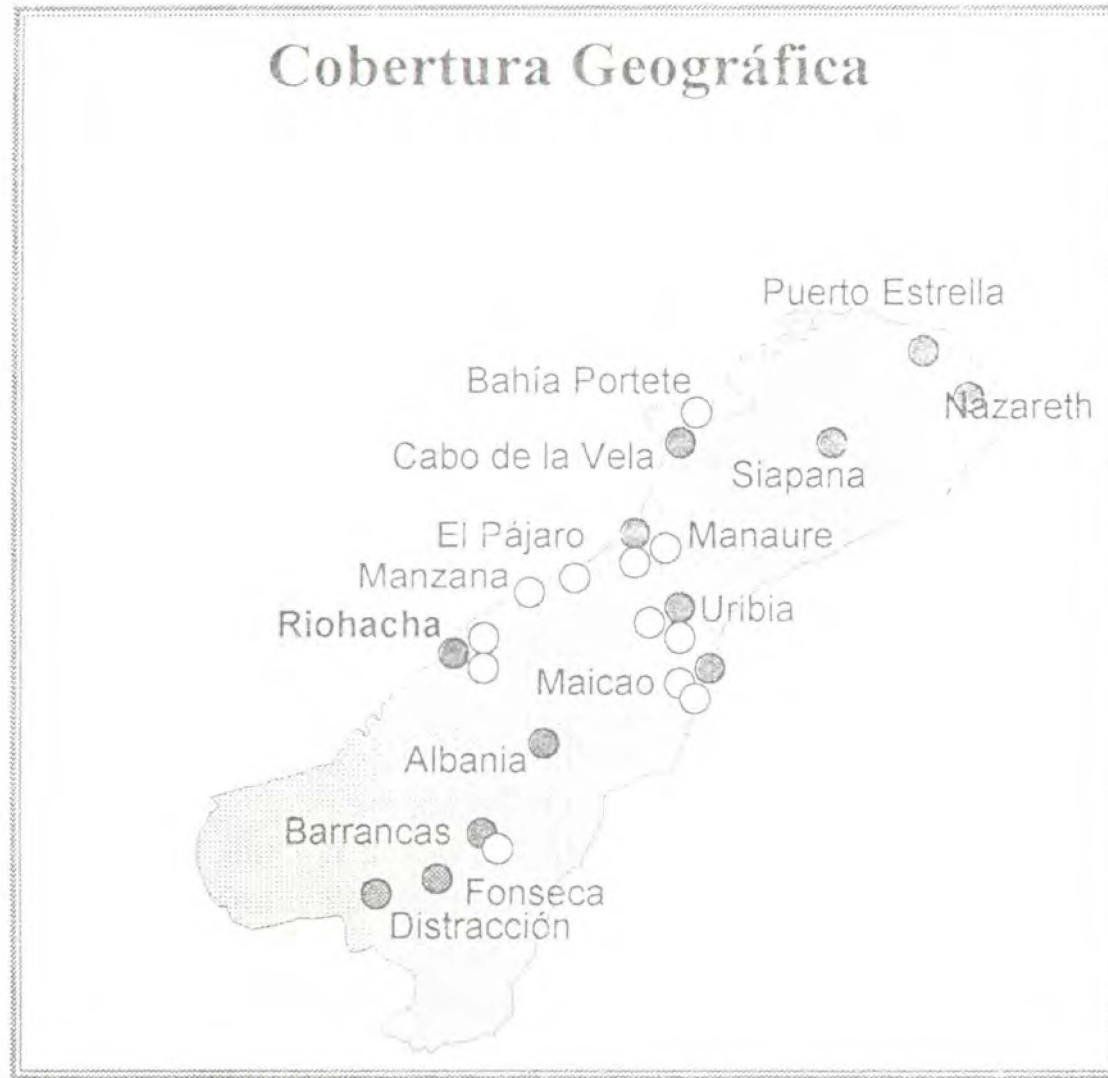 Cobertura Geográfica
Puerto Estrella
Bahía Portete
Nazareth
Cabo de la Vela
Siapana
El Pájaro
Manaure
Manzana
Uribia
Riohacha
Maicao
Albania
Barrancas
Fonseca
Distracción